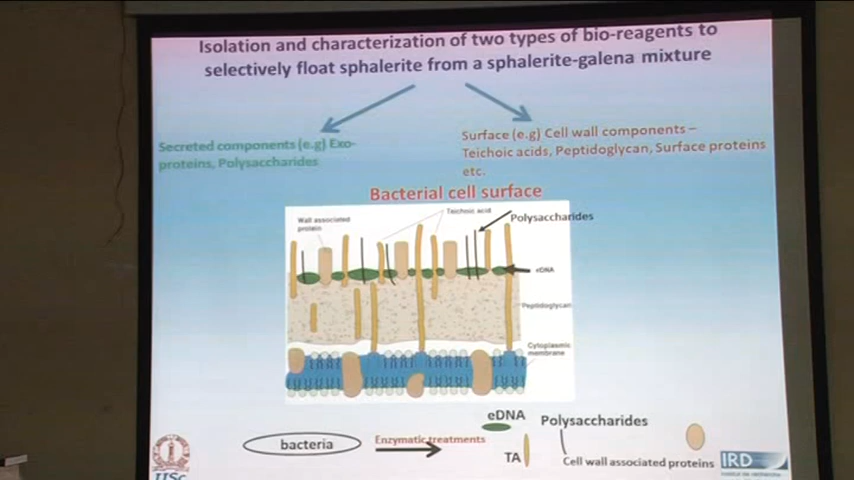 Isolation and characterization of two types of bio-reagents to
selectively float sphalerite from a sphalerite-galena mixture
Secreted components (e.g) Exo-
proteins, Polysaccharides
Surface (e.g) Cell wall components –
Teichoic acids, Peptidoglycan, Surface proteins
etc.
Bacterial cell surface
Wall associated
protein
Teichoic acid
Polysaccharides
eDNA
Peptidoglycan
Cytoplasmic
membrane
bacteria
Enzymatic treatments
eDNA
TA
Polysaccharides
Cell wall associated proteins
IISc
IRD